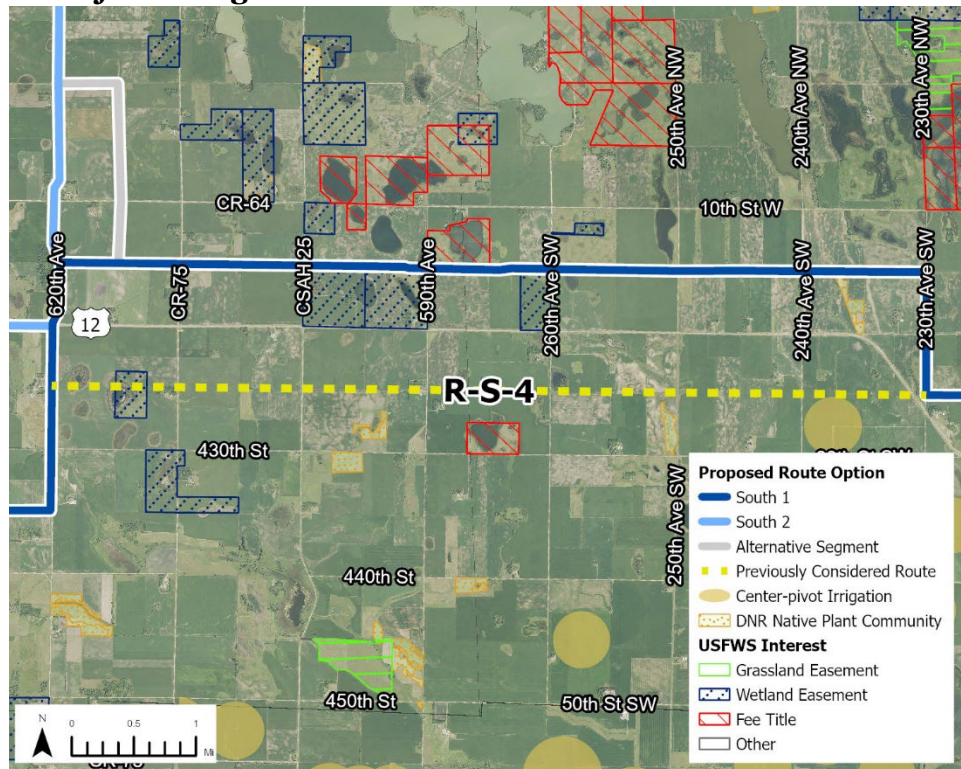 250th Ave NW
240th Ave NW
230th Ave NW
CR-64
10th St W
620th Ave
CR-75
CSAH 25
590th Ave
260th Ave SW
240th Ave SW
230th Ave SW
12
R-S-4
430th St
250th Ave SW
440th St
450th St
50th St SW
Proposed Route Option
South 1
South 2
Alternative Segment
Previously Considered Route
Center-pivot Irrigation
DNR Native Plant Community
USFWS Interest
Grassland Easement
Wetland Easement
Fee Title
Other
N
0 0.5 1
Mi